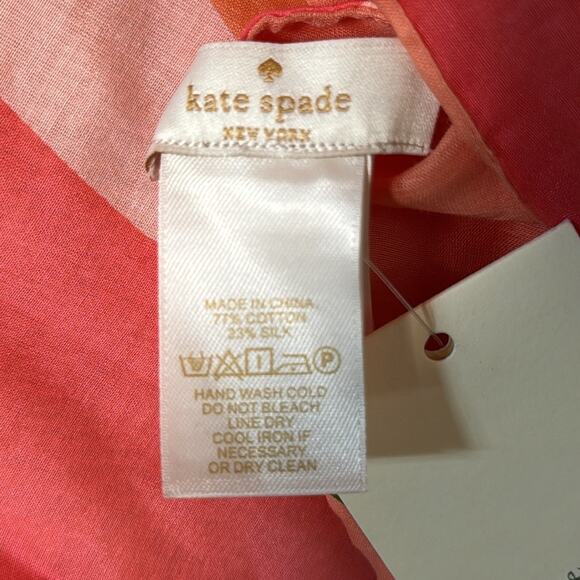 kate spade
NEW YORK
MADE IN CHINA
77% COTTON
23% SILK
P
HAND WASH COLD
DO NOT BLEACH
LINE DRY
COOL IRON IF
NECESSARY
OR DRY CLEAN